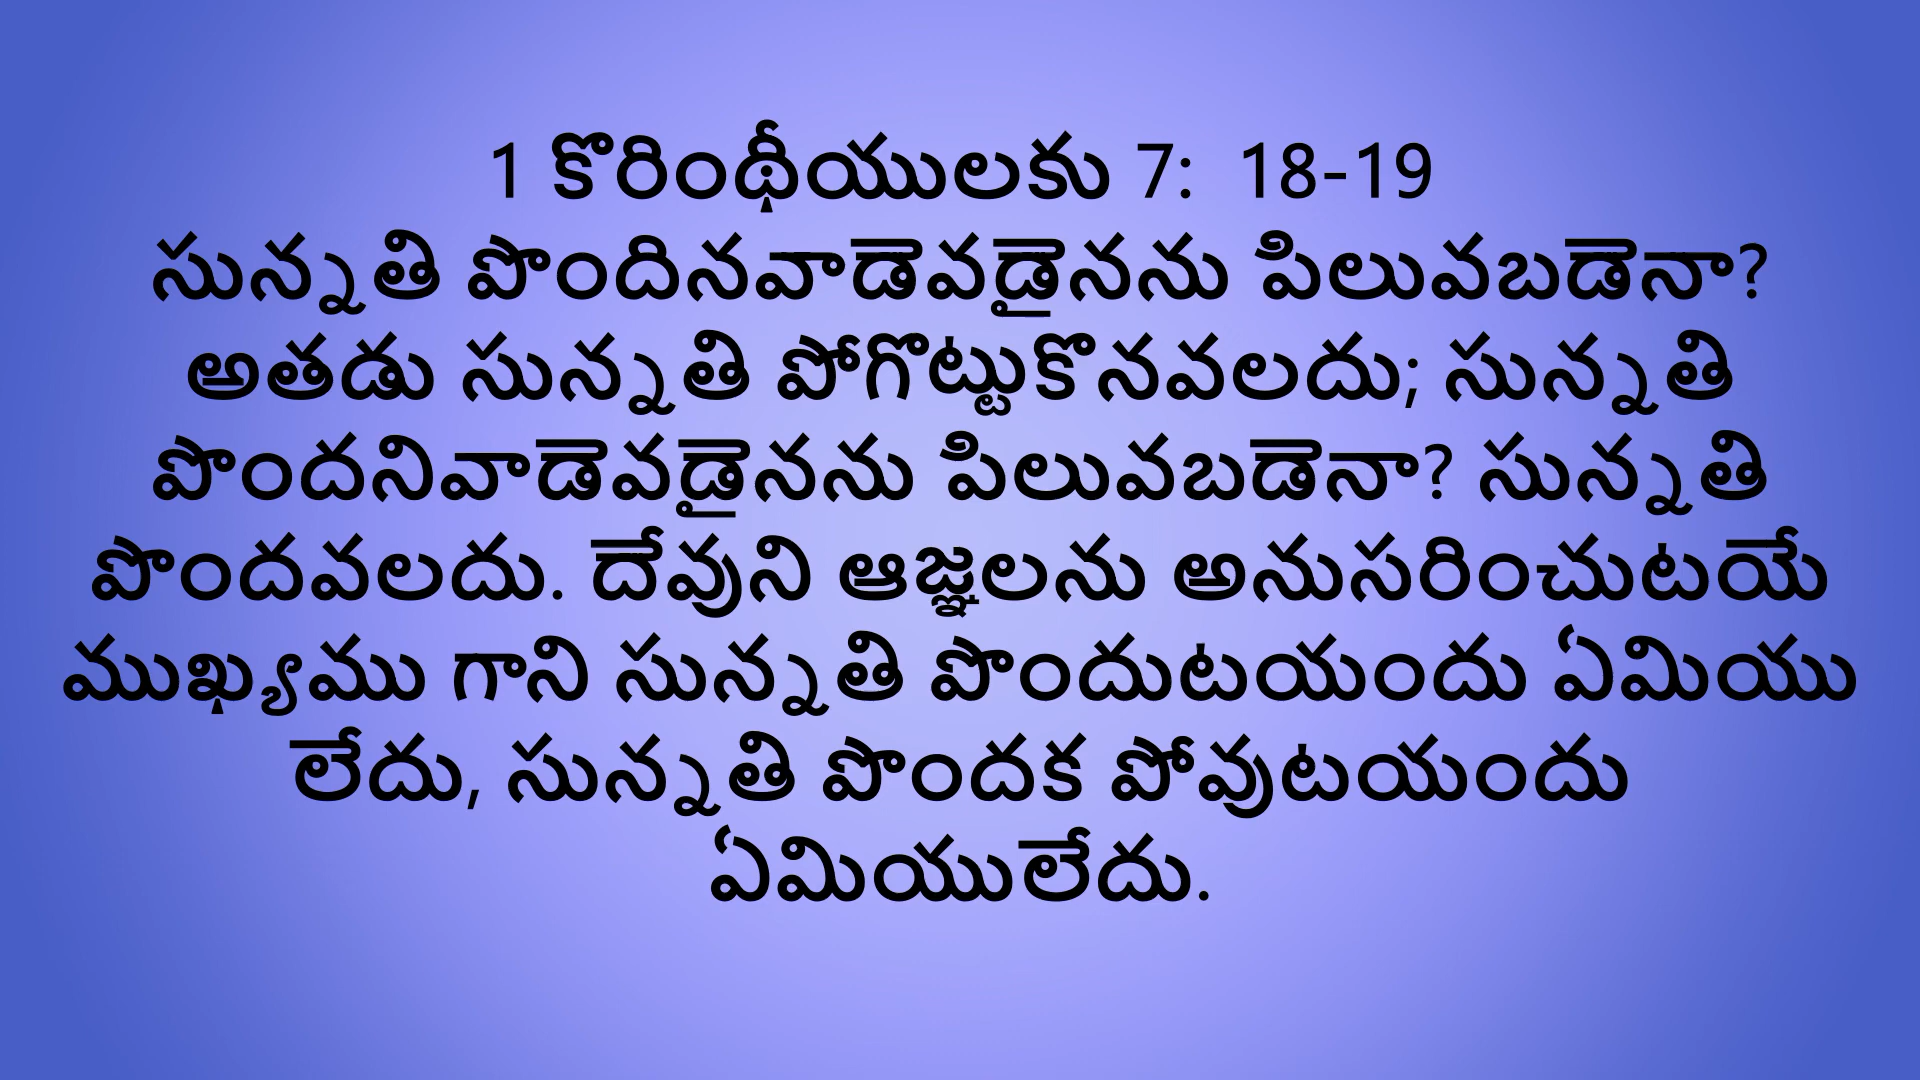 1 కొరింథీయులకు 7:  18-19
సున్నతి పొందినవాడెవడైనను పిలువబడెనా?
అతడు సున్నతి పోగొట్టుకొనవలదు; సున్నతి
పొందనివాడెవడైనను పిలువబడెనా? సున్నతి
పొందవలదు. దేవుని ఆజ్ఞలను అనుసరించుటయే
ముఖ్యము గాని సున్నతి పొందుటయందు ఏమియు
లేదు, సున్నతి పొందక పోవుటయందు
ఏమియులేదు.